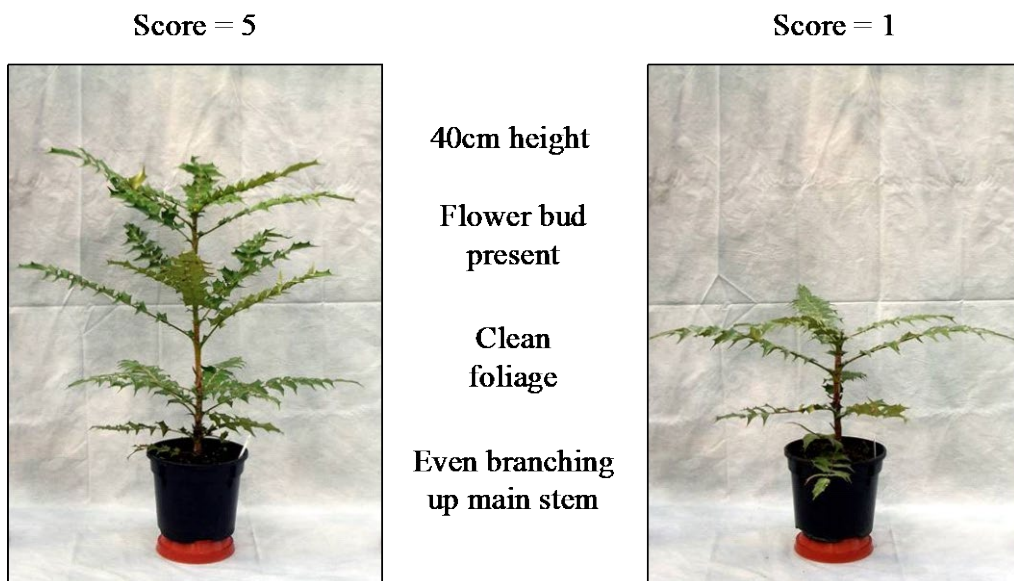 Score = 5
Score = 1
40cm height
Flower bud
present
Clean
foliage
Even branching
up main stem